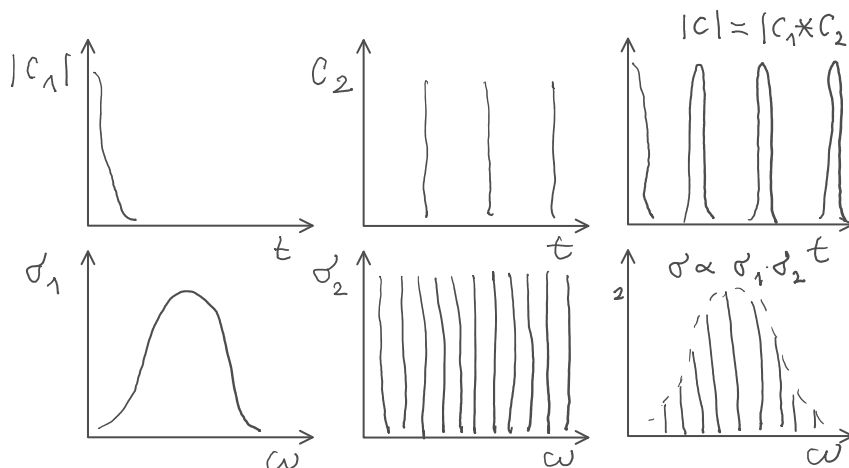 |C₁|
C₂
|C| = |C₁*C₂
t
t
t
σ₁
σ₂
σ ∝ σ₁·σ₂
2
ω
ω
ω